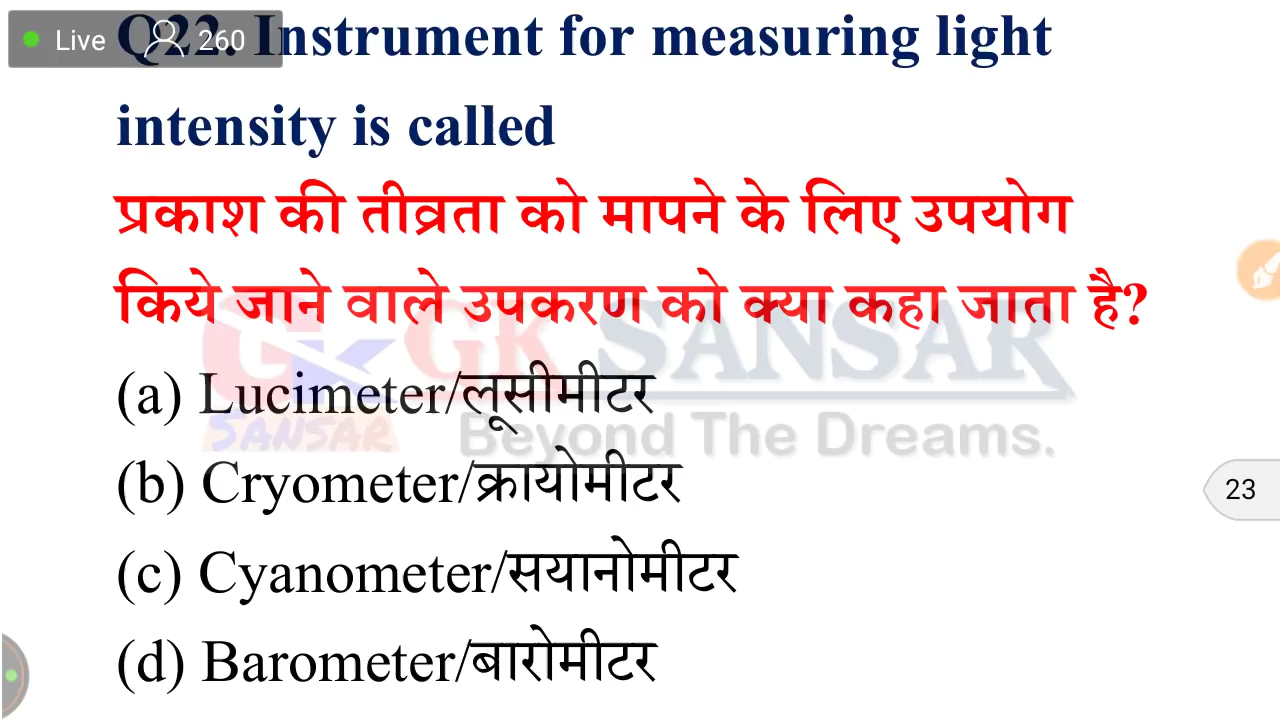 Live 260
Q22. Instrument for measuring light
intensity is called
प्रकाश की तीव्रता को मापने के लिए उपयोग
किये जाने वाले उपकरण को क्या कहा जाता है?
GK SANSAR
(a) Lucimeter/लूसीमीटर
SANSAR
Beyond The Dreams.
(b) Cryometer/क्रायोमीटर
23
(c) Cyanometer/सयानोमीटर
(d) Barometer/बारोमीटर